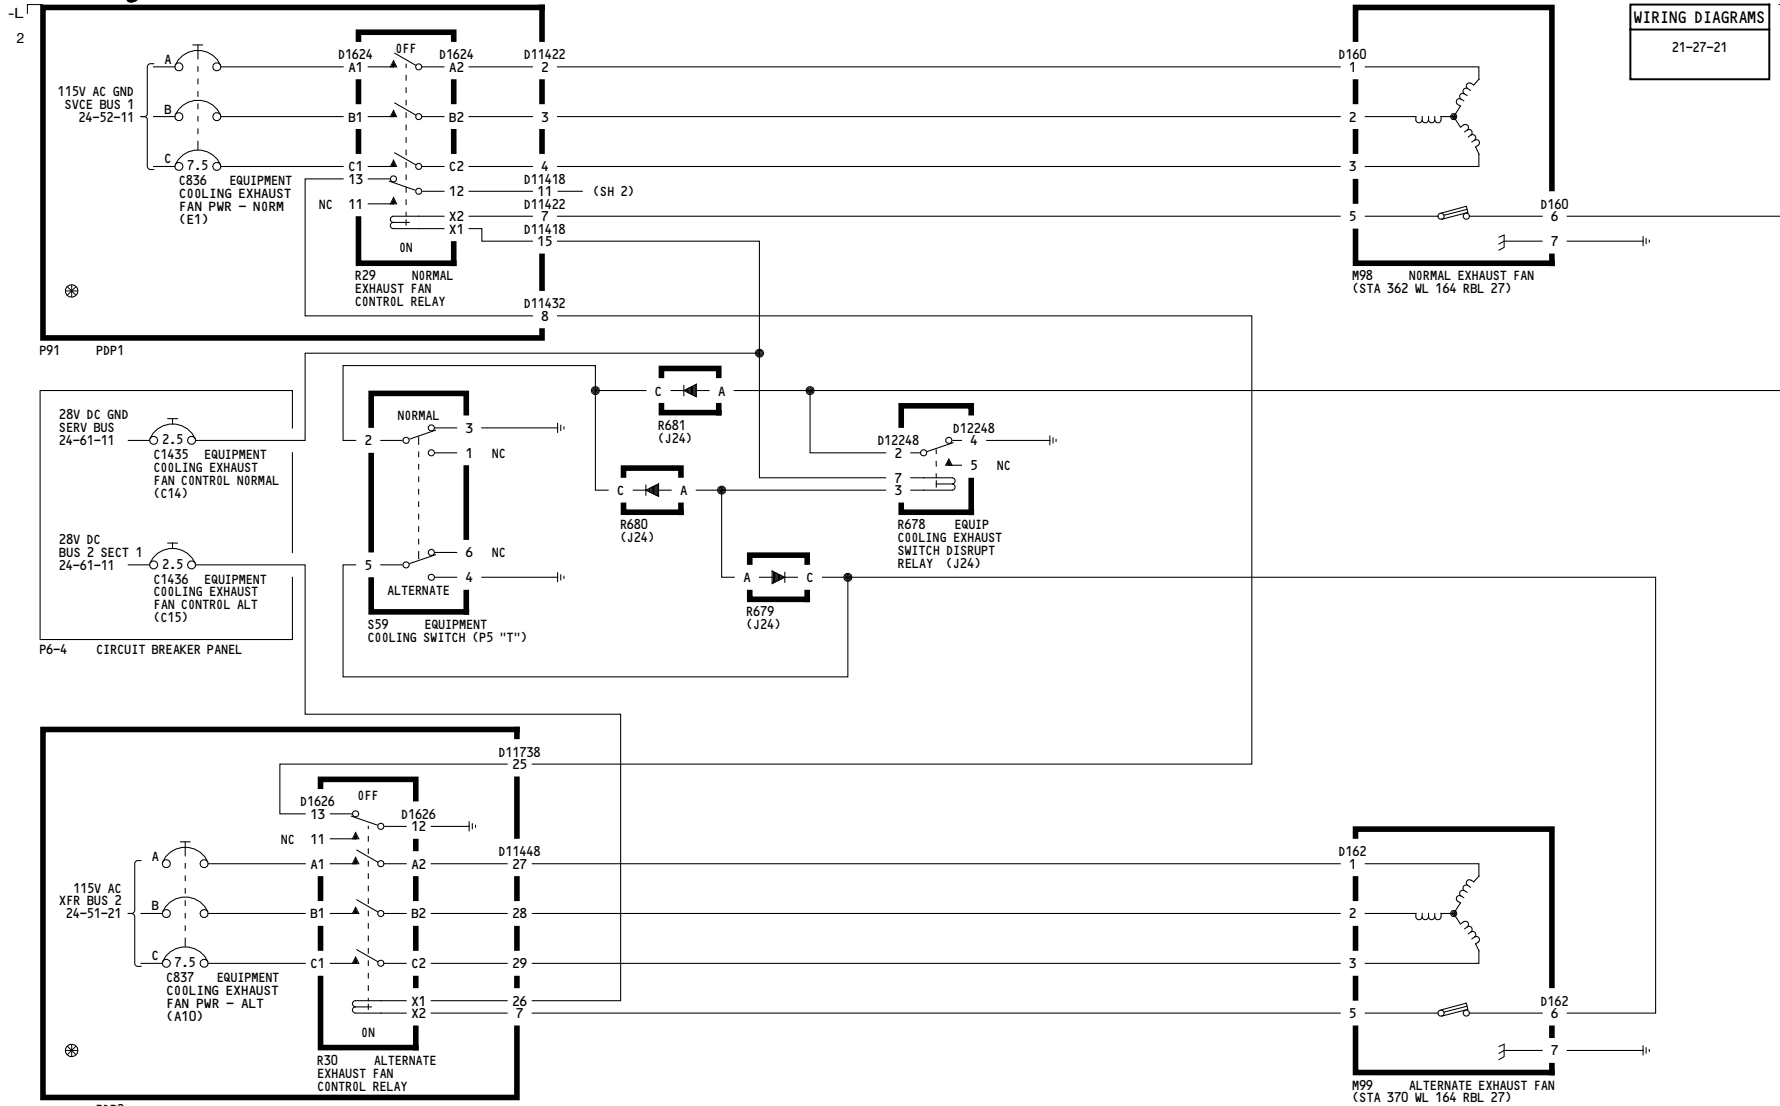 -L
2
WIRING DIAGRAMS
21-27-21
115V AC GND
SVCE BUS 1
24-52-11
A
B
C
7.5
C836 EQUIPMENT
COOLING EXHAUST
FAN PWR – NORM
(E1)
D1624
OFF
D1624
A1
A2
B1
B2
C1
C2
13
12
NC 11
X2
X1
ON
R29 NORMAL
EXHAUST FAN
CONTROL RELAY
D11422
2
3
4
D11418
11
(SH 2)
D11422
7
D11418
15
D11432
8
P91 PDP1
D160
1
2
3
5
D160
6
7
M98 NORMAL EXHAUST FAN
(STA 362 WL 164 RBL 27)
28V DC GND
SERV BUS
24-61-11
2.5
C1435 EQUIPMENT
COOLING EXHAUST
FAN CONTROL NORMAL
(C14)
28V DC
BUS 2 SECT 1
24-61-11
2.5
C1436 EQUIPMENT
COOLING EXHAUST
FAN CONTROL ALT
(C15)
P6-4 CIRCUIT BREAKER PANEL
NORMAL
2
3
1 NC
6 NC
5
4
ALTERNATE
S59 EQUIPMENT
COOLING SWITCH (P5 "T")
C A
R681
(J24)
C A
R680
(J24)
A C
R679
(J24)
D12248
D12248
2
4
5 NC
7
3
R678 EQUIP
COOLING EXHAUST
SWITCH DISRUPT
RELAY (J24)
D11738
25
D1626
OFF
D1626
13
12
NC 11
A1
A2
B1
B2
C1
C2
X1
X2
ON
R30 ALTERNATE
EXHAUST FAN
CONTROL RELAY
115V AC
XFR BUS 2
24-51-21
A
B
C
7.5
C837 EQUIPMENT
COOLING EXHAUST
FAN PWR – ALT
(A10)
D11448
27
28
29
26
7
D162
1
2
3
5
D162
6
7
M99 ALTERNATE EXHAUST FAN
(STA 370 WL 164 RBL 27)